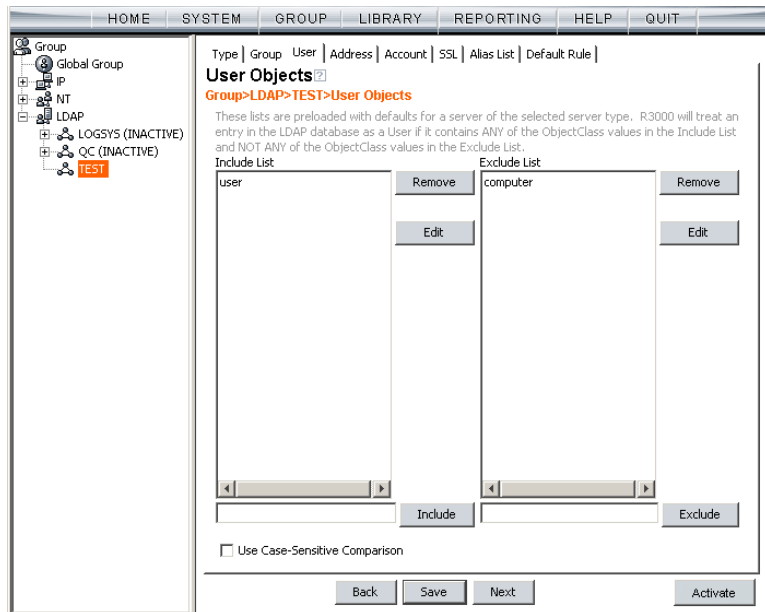 HOME SYSTEM GROUP LIBRARY REPORTING HELP QUIT
Group
Global Group
IP
NT
LDAP
LOGSYS (INACTIVE)
QC (INACTIVE)
TEST
Type | Group User | Address | Account | SSL | Alias List | Default Rule |
User Objects ?
Group>LDAP>TEST>User Objects
These lists are preloaded with defaults for a server of the selected server type. R3000 will treat an
entry in the LDAP database as a User if it contains ANY of the ObjectClass values in the Include List
and NOT ANY of the ObjectClass values in the Exclude List.
Include List Exclude List
user Remove computer Remove
Edit Edit
Include Exclude
Use Case-Sensitive Comparison
Back Save Next Activate